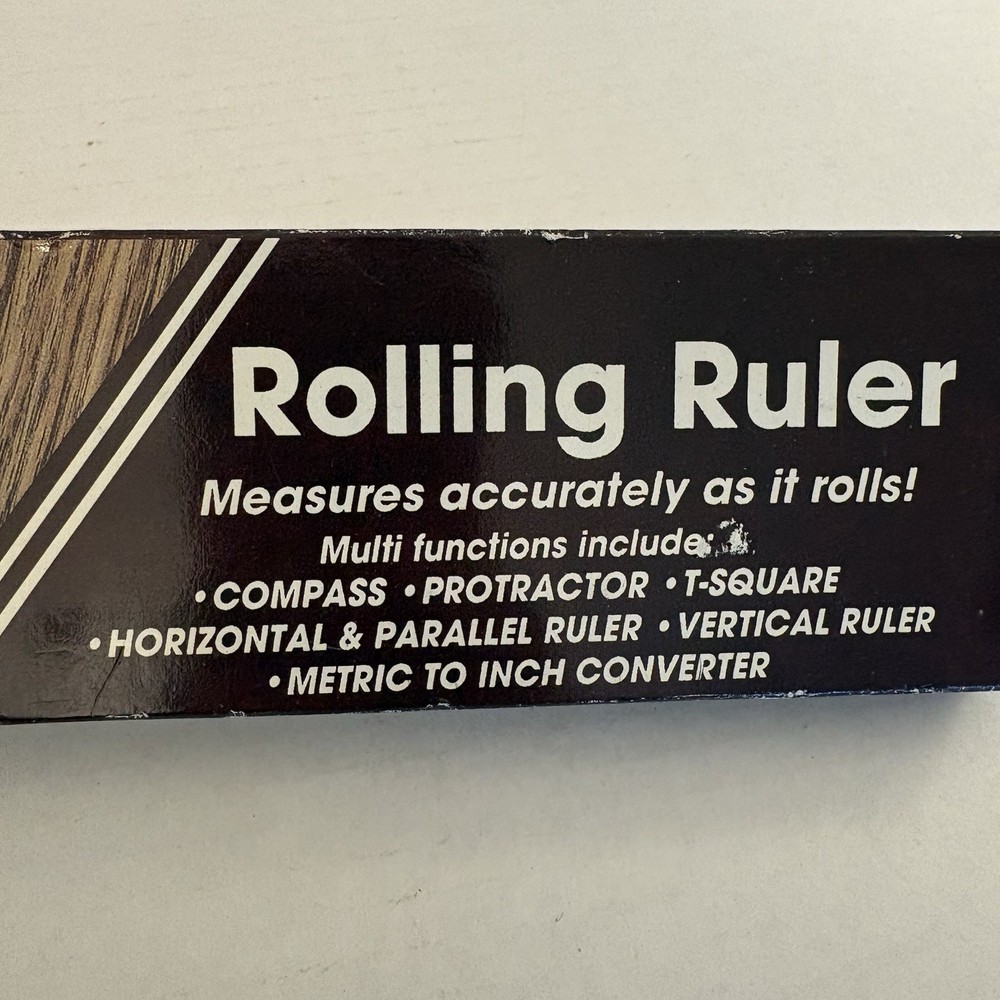 Rolling Ruler
Measures accurately as it rolls!
Multi functions include:
•COMPASS •PROTRACTOR •T-SQUARE
•HORIZONTAL & PARALLEL RULER •VERTICAL RULER
•METRIC TO INCH CONVERTER